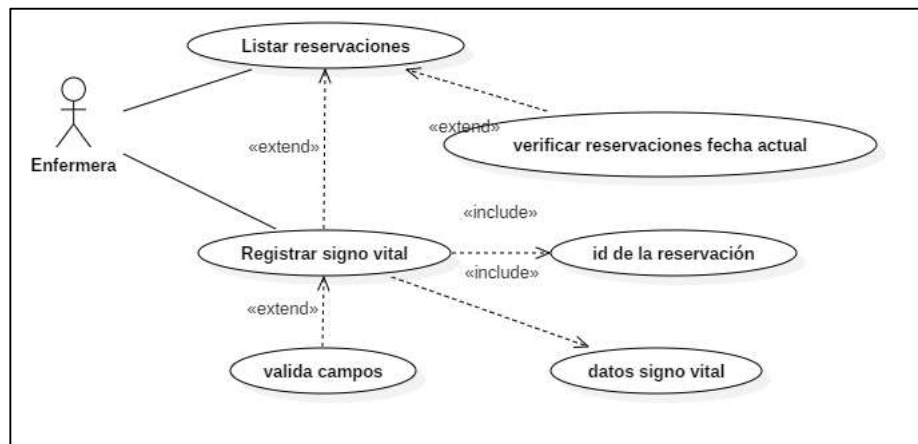 Listar reservaciones
«extend»
verificar reservaciones fecha actual
«extend»
Enfermera
«include»
Registrar signo vital
id de la reservación
«include»
«extend»
valida campos
datos signo vital